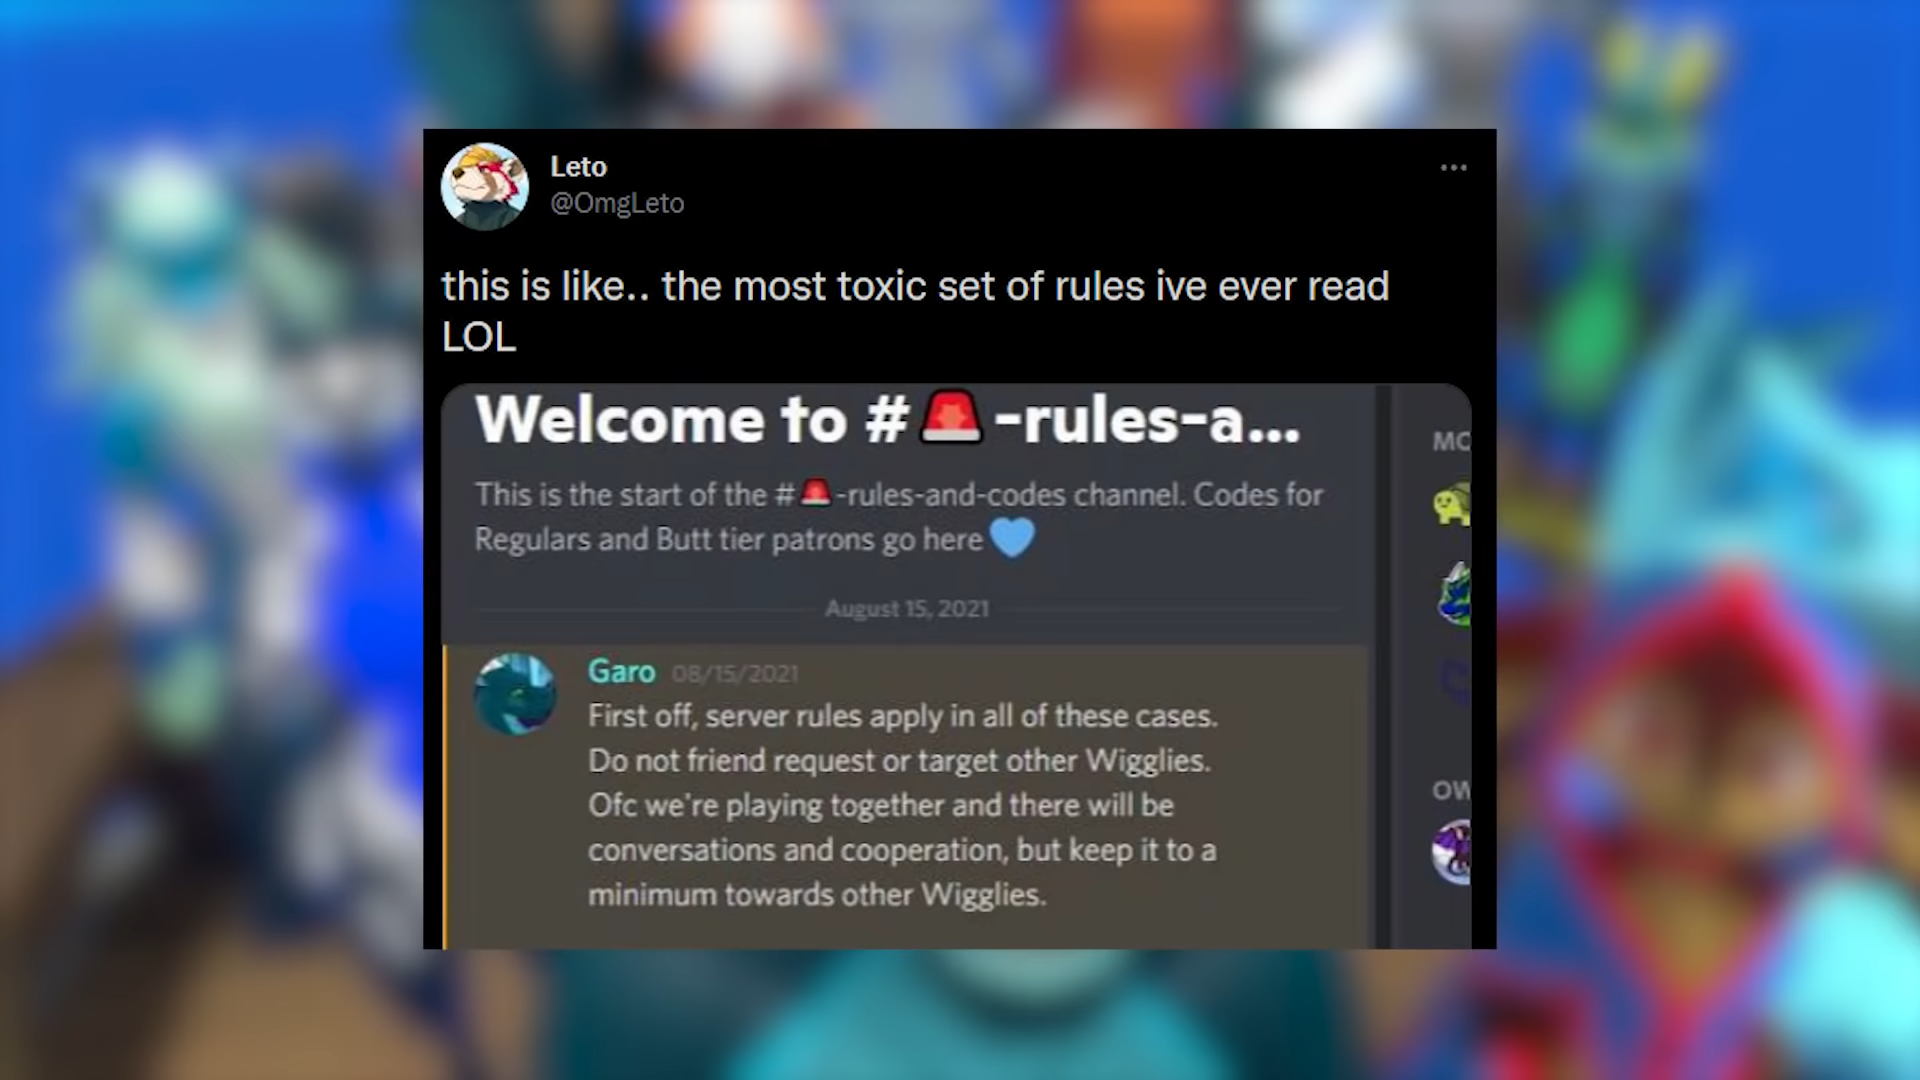 Leto
@OmgLeto
this is like.. the most toxic set of rules ive ever read
LOL
Welcome to #🚨-rules-a...
This is the start of the #🚨-rules-and-codes channel. Codes for
Regulars and Butt tier patrons go here 💙
August 15, 2021
Garo 08/15/2021
First off, server rules apply in all of these cases.
Do not friend request or target other Wigglies.
Ofc we're playing together and there will be
conversations and cooperation, but keep it to a
minimum towards other Wigglies.
MO
OW